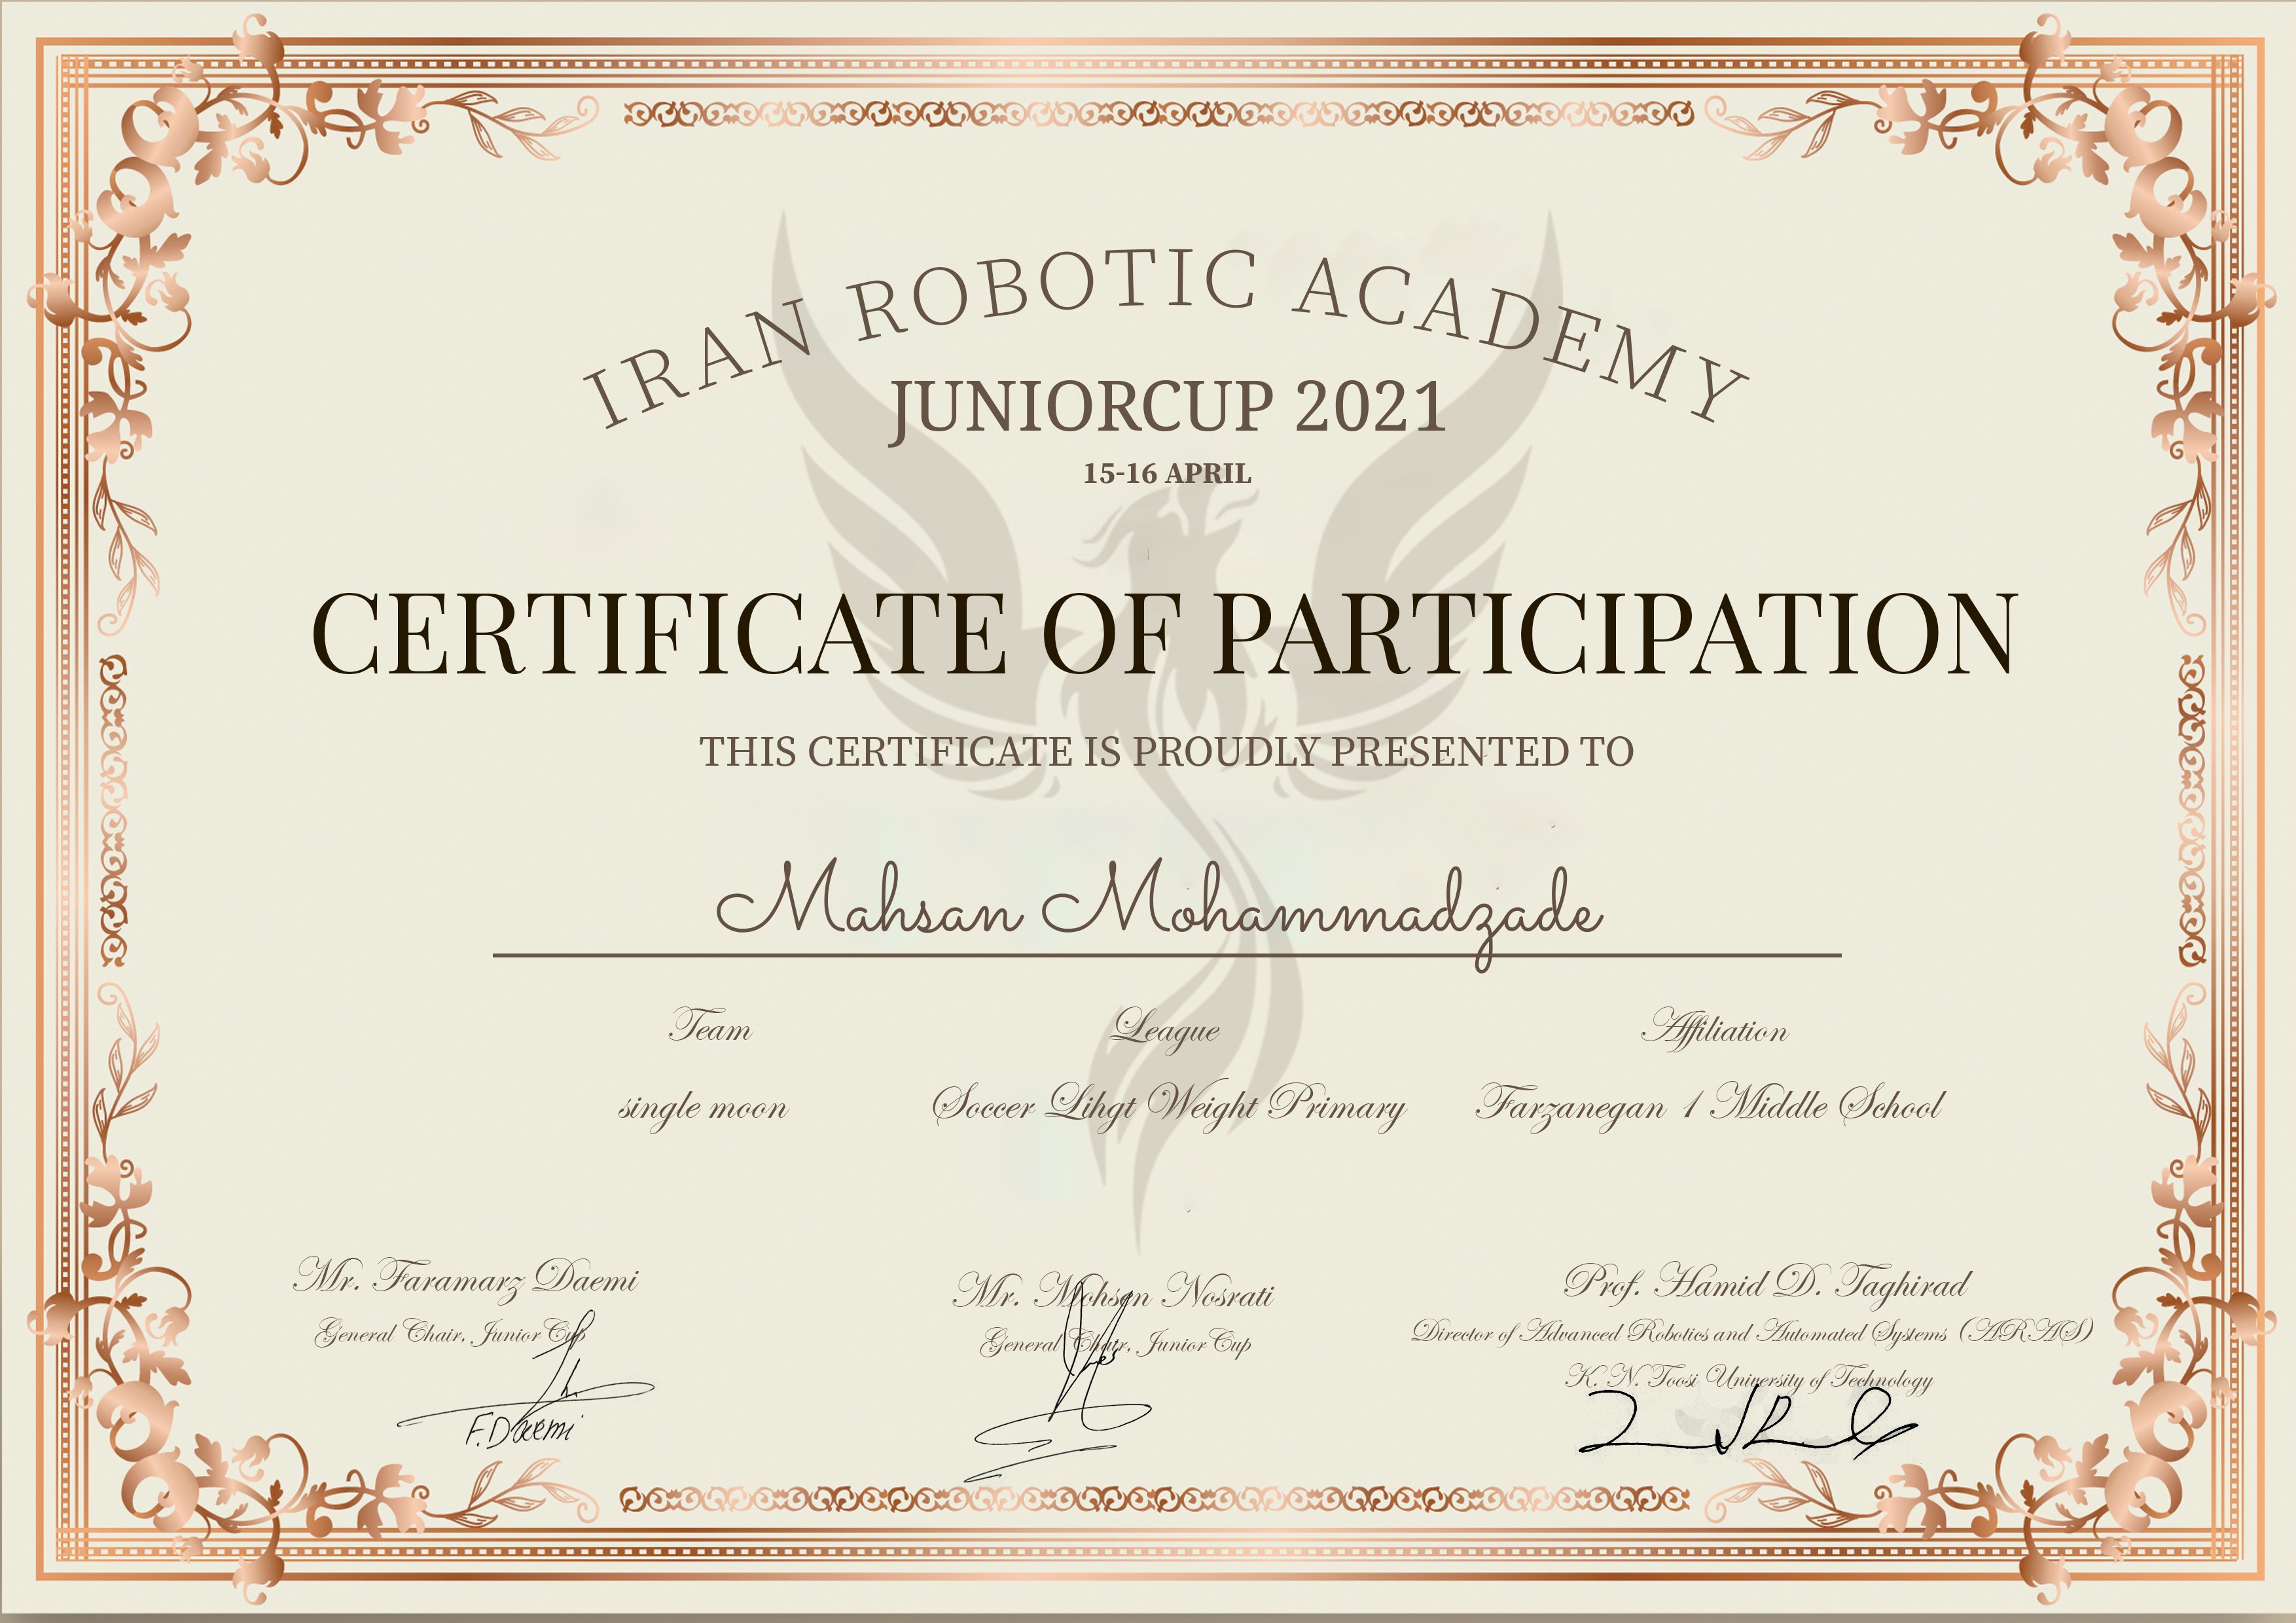 IRAN ROBOTIC ACADEMY
JUNIORCUP 2021
15-16 APRIL
CERTIFICATE OF PARTICIPATION
THIS CERTIFICATE IS PROUDLY PRESENTED TO
Mahsan Mohammadzade
Team League Affiliation
single moon Soccer Lihgt Weight Primary Farzanegan 1 Middle School
Mr. Faramarz Daemi Mr. Mohsen Nosrati Prof. Hamid D. Taghirad
General Chair, Junior Cup General Chair, Junior Cup Director of Advanced Robotics and Automated Systems (ARAS)
K. N. Toosi University of Technology
F. Daemi